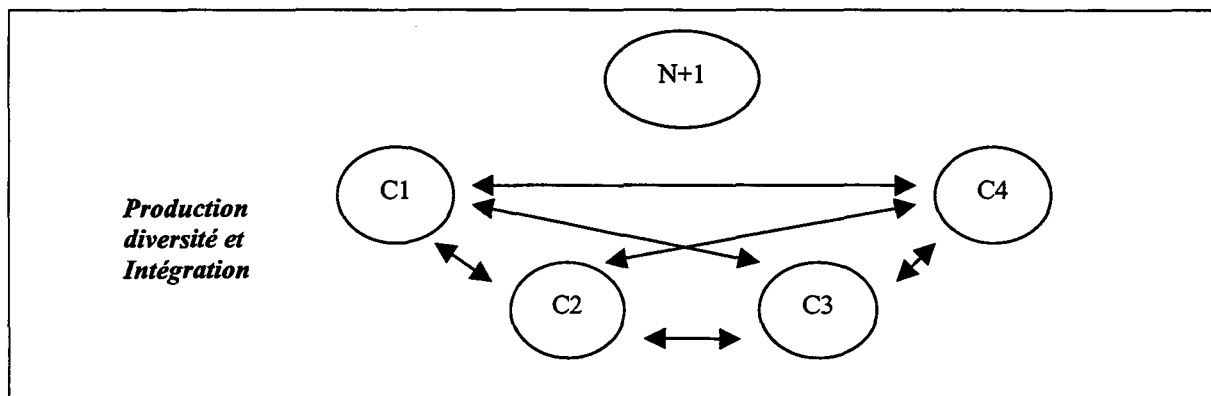 N+1
C1
C4
Production
diversité et
Intégration
C2
C3